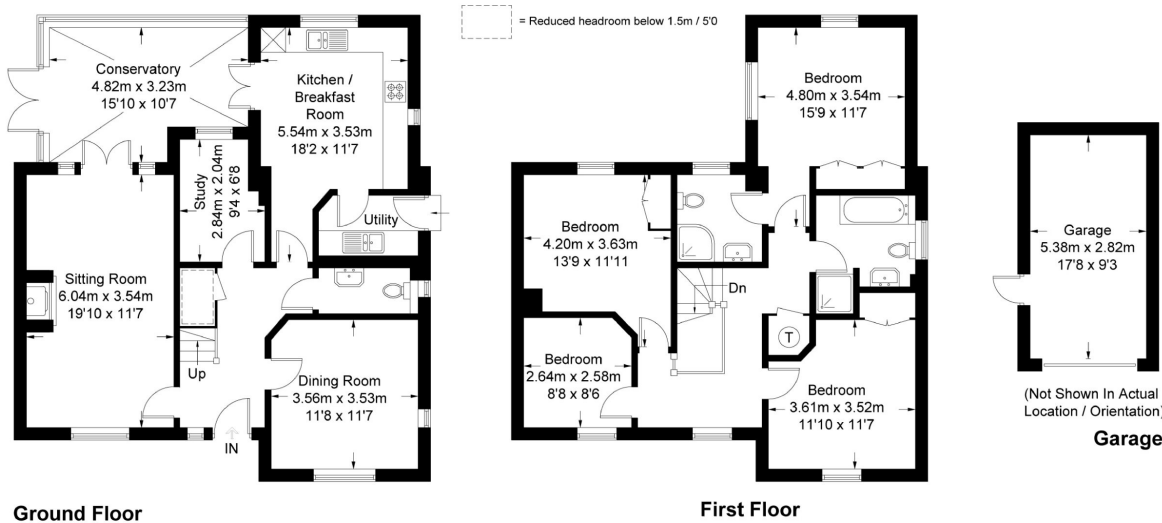 = Reduced headroom below 1.5m / 5'0
Conservatory
4.82m x 3.23m
15'10 x 10'7
Kitchen /
Breakfast
Room
5.54m x 3.53m
18'2 x 11'7
Study
2.84m x 2.04m
9'4 x 6'8
Utility
Sitting Room
6.04m x 3.54m
19'10 x 11'7
Up
Dining Room
3.56m x 3.53m
11'8 x 11'7
IN
Ground Floor
Bedroom
4.80m x 3.54m
15'9 x 11'7
Bedroom
4.20m x 3.63m
13'9 x 11'11
Dn
T
Bedroom
2.64m x 2.58m
8'8 x 8'6
Bedroom
3.61m x 3.52m
11'10 x 11'7
First Floor
Garage
5.38m x 2.82m
17'8 x 9'3
(Not Shown In Actual
Location / Orientation)
Garage